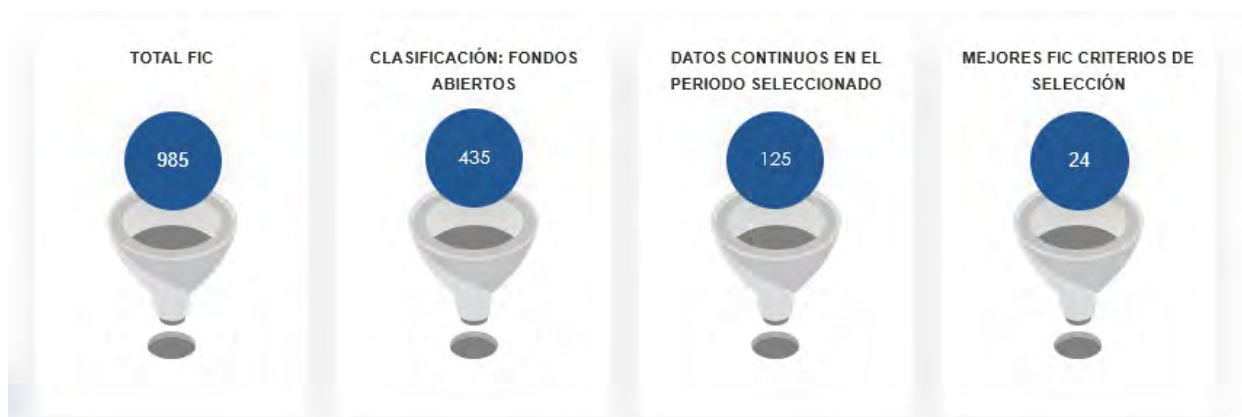 TOTAL FIC
985
CLASIFICACIÓN: FONDOS
ABIERTOS
435
DATOS CONTINUOS EN EL
PERIODO SELECCIONADO
125
MEJORES FIC CRITERIOS DE
SELECCIÓN
24